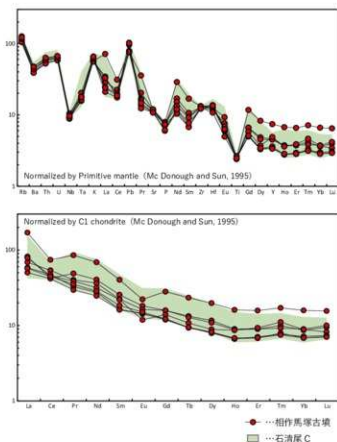 100
10
1
Rb Ba Th U Nb Ta K La Ce Pb Pr Sr P Nd Sm Zr Hf Eu Ti Gd Dy Y Ho Er Tm Yb Lu
Normalized by Primitive mantle (Mc Donough and Sun, 1995)
Normalized by C1 chondrite (Mc Donough and Sun, 1995)
100
10
1
La Ce Pr Nd Sm Eu Gd Tb Dy Ho Er Tm Yb Lu
…相作馬塚古墳
…石清尾 C